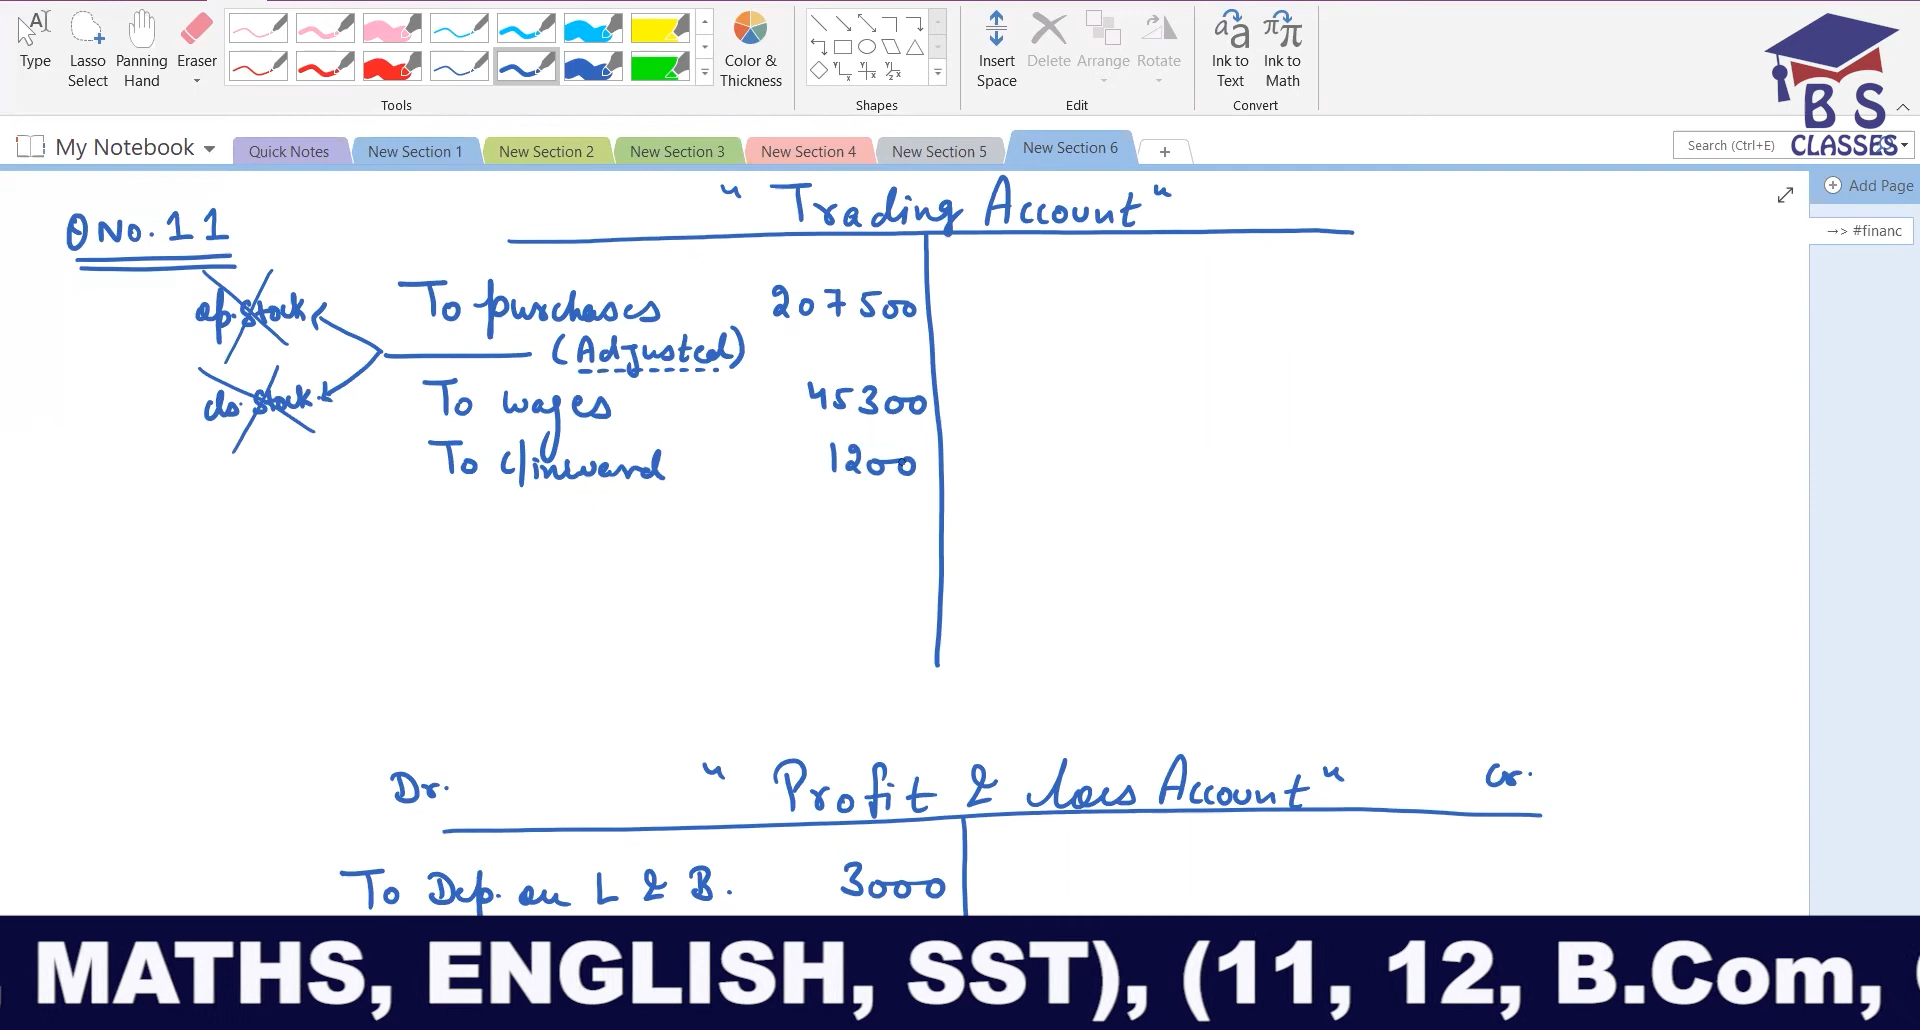 Type
Lasso Select
Panning Hand
Eraser
Color & Thickness
Insert Space
Delete
Arrange
Rotate
Ink to Text
Ink to Math
Tools
Shapes
Edit
Convert
BS
CLASSES
My Notebook
Quick Notes
New Section 1
New Section 2
New Section 3
New Section 4
New Section 5
New Section 6
Search (Ctrl+E)
Add Page
--> #financ
"Trading Account"
Q No. 11
op. stock
To purchases 207500
(Adjusted)
clo. stock
To wages 45300
To c/inward 1200
Dr. "Profit & loss Account" Cr.
To Dep. on L & B. 3000
, MATHS, ENGLISH, SST), (11, 12, B.Com,